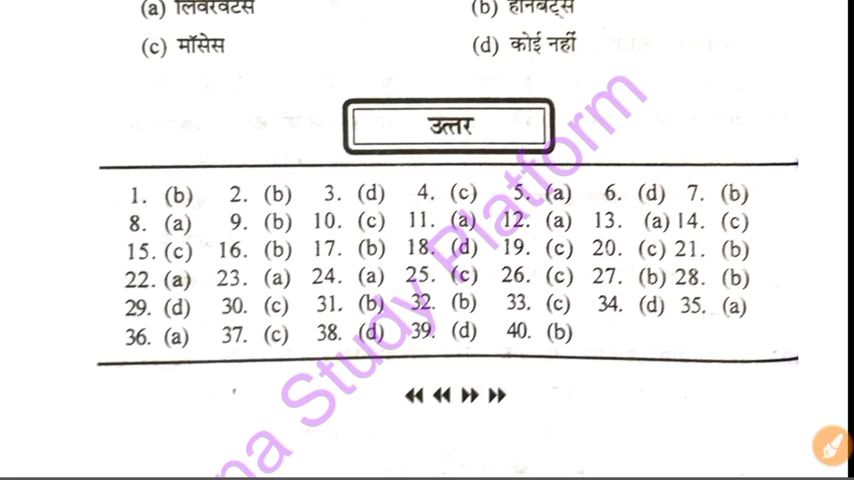 (a) लिवरवर्टस (b) हॉर्नवर्ट्स
(c) मॉसेस (d) कोई नहीं
उत्तर
1. (b) 2. (b) 3. (d) 4. (c) 5. (a) 6. (d) 7. (b)
8. (a) 9. (b) 10. (c) 11. (a) 12. (a) 13. (a) 14. (c)
15. (c) 16. (b) 17. (b) 18. (d) 19. (c) 20. (c) 21. (b)
22. (a) 23. (a) 24. (a) 25. (c) 26. (c) 27. (b) 28. (b)
29. (d) 30. (c) 31. (b) 32. (b) 33. (c) 34. (d) 35. (a)
36. (a) 37. (c) 38. (d) 39. (d) 40. (b)
Study Platform